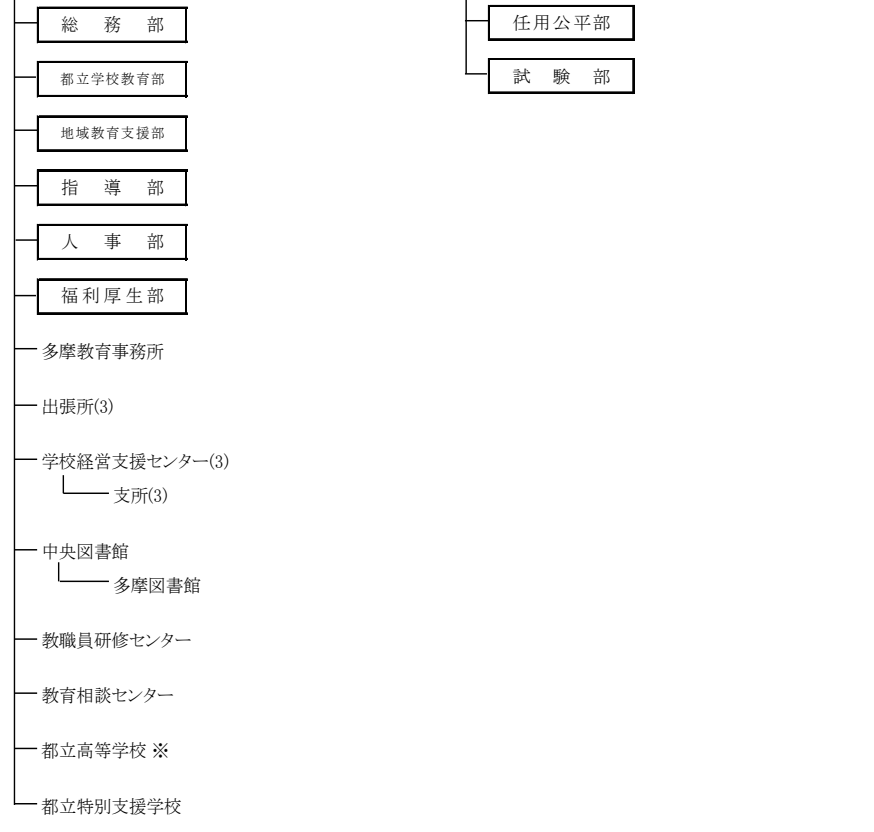 総務部
都立学校教育部
地域教育支援部
指導部
人事部
福利厚生部
多摩教育事務所
出張所(3)
学校経営支援センター(3)
支所(3)
中央図書館
多摩図書館
教職員研修センター
教育相談センター
都立高等学校 ※
都立特別支援学校
任用公平部
試験部